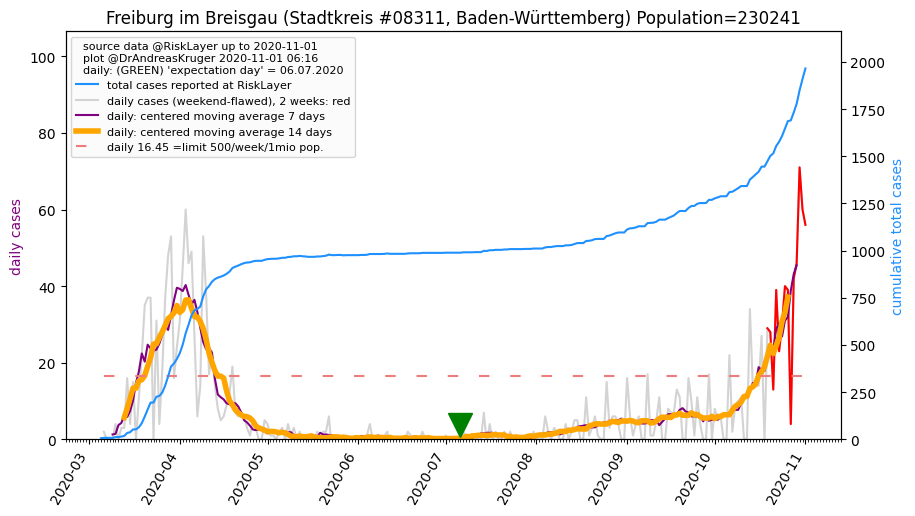 Freiburg im Breisgau (Stadtkreis #08311, Baden-Württemberg) Population=230241
source data @RiskLayer up to 2020-11-01
plot @DrAndreasKruger 2020-11-01 06:16
daily: (GREEN) 'expectation day' = 06.07.2020
total cases reported at RiskLayer
daily cases (weekend-flawed), 2 weeks: red
daily: centered moving average 7 days
daily: centered moving average 14 days
daily 16.45 =limit 500/week/1mio pop.
daily cases
100
80
60
40
20
0
cumulative total cases
2000
1750
1500
1250
1000
750
500
250
0
2020-03
2020-04
2020-05
2020-06
2020-07
2020-08
2020-09
2020-10
2020-11